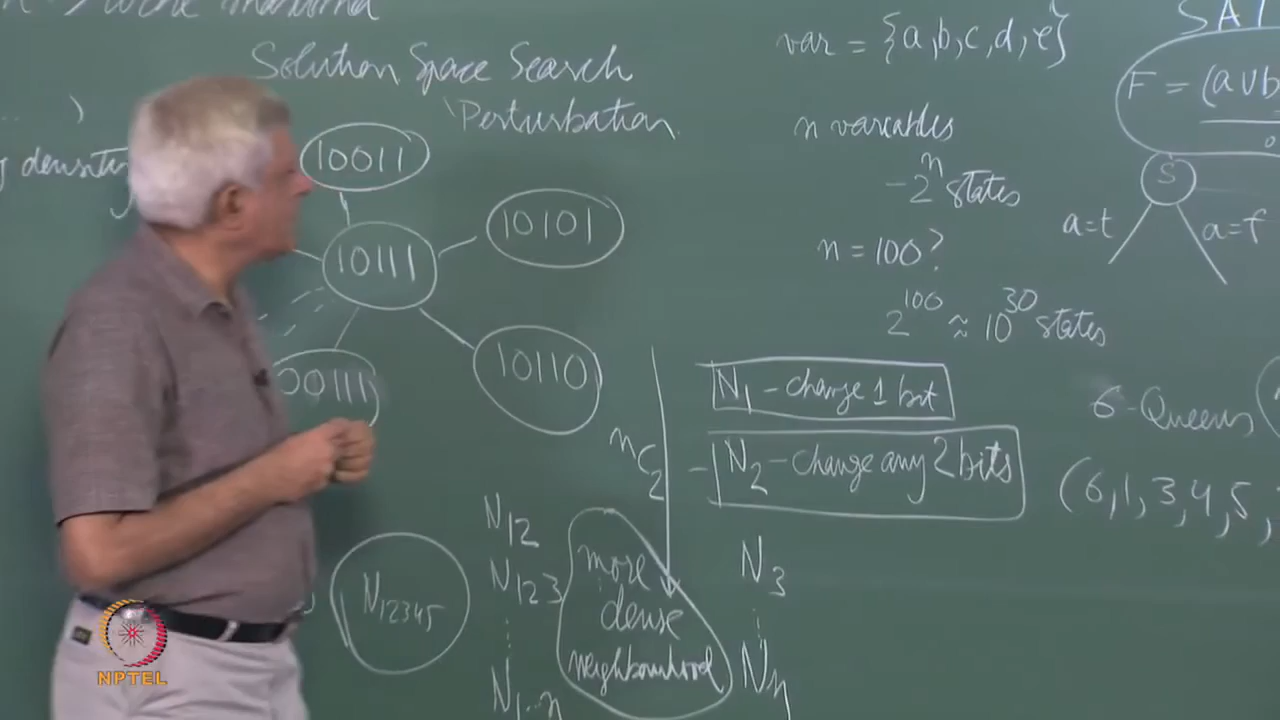 Solution Space Search
Perturbation
10011
10111
10101
10110
00111
N12
N123
N12345
N1..n
more
dense
neighbourhood
var = {a,b,c,d,e}
n variables
- 2^n states
n = 100?
2^100 ≈ 10^30 states
N1 - change 1 bit
nC2
- N2 - change any 2 bits
N3
Nn
SAT
F = (a∪b
S
a=t
a=f
6-Queens
(6,1,3,4,5,
NPTEL